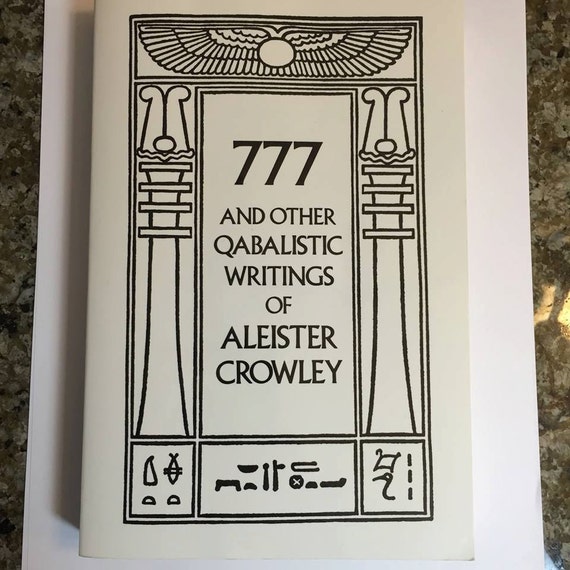 777
AND OTHER
QABALISTIC
WRITINGS
OF
ALEISTER
CROWLEY